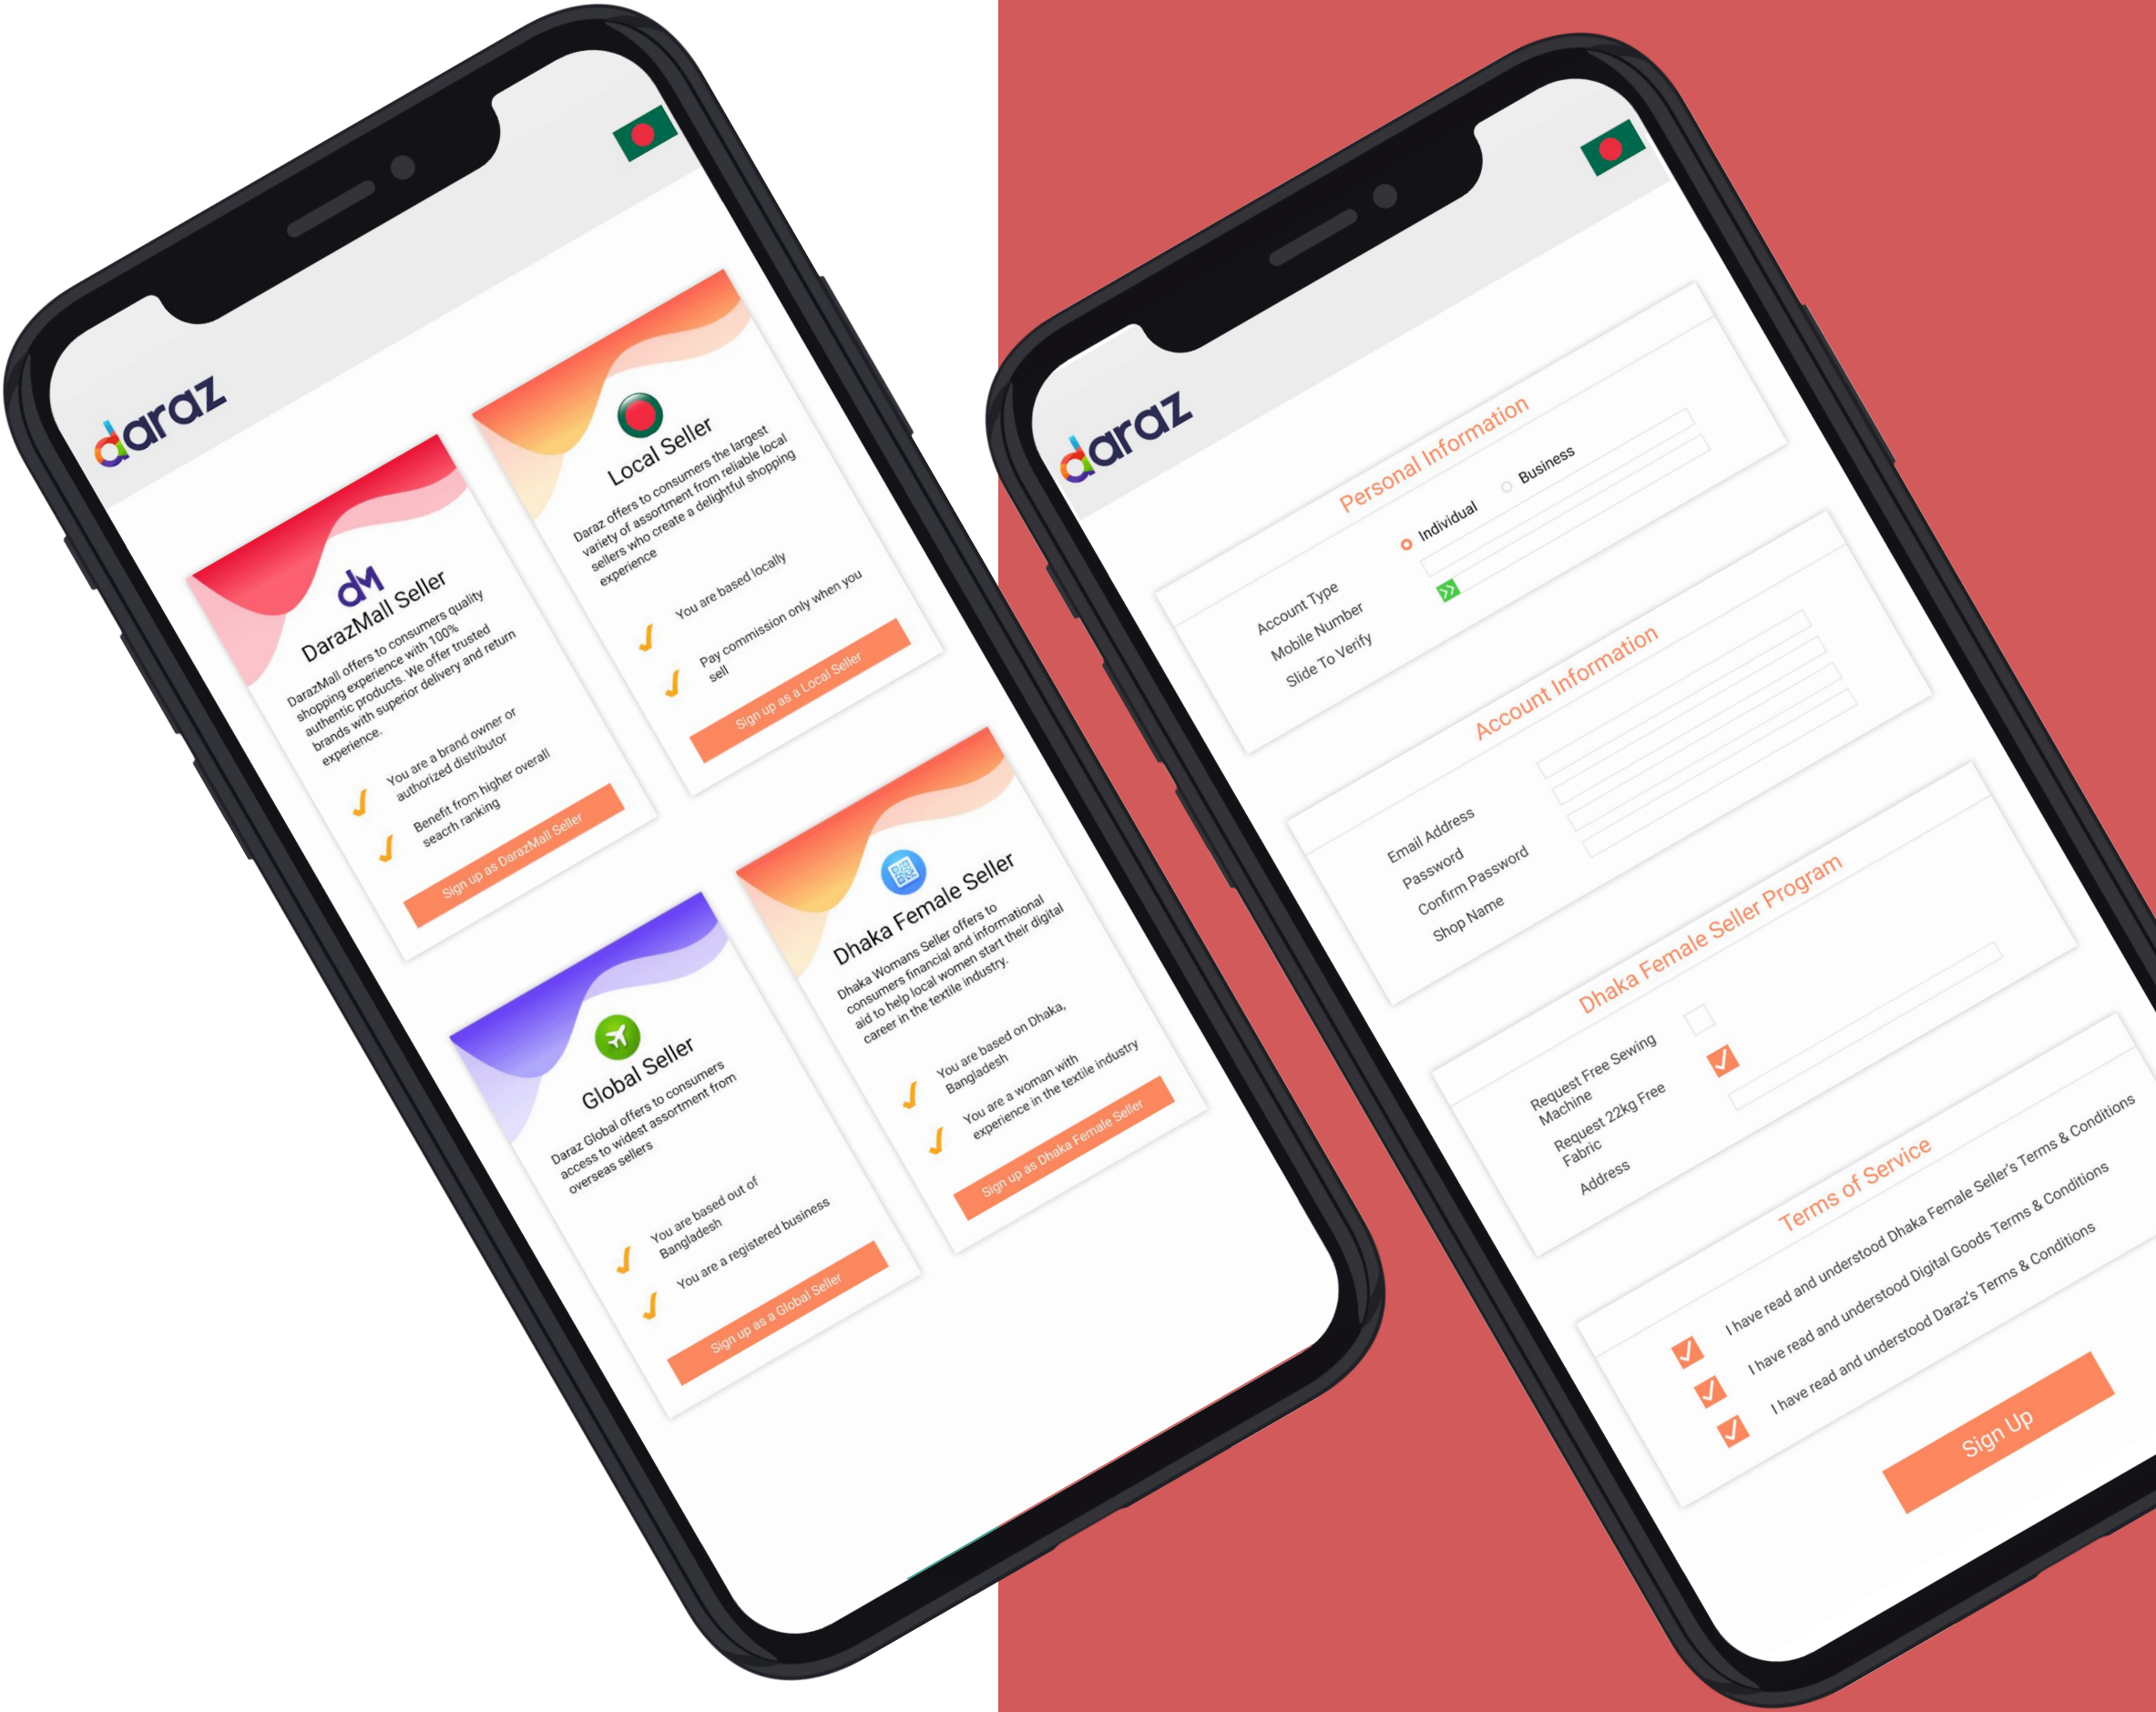 daraz
dM
DarazMall Seller
DarazMall offers to consumers quality
shopping experience with 100%
authentic products. We offer trusted
brands with superior delivery and return
experience.
You are a brand owner or
authorized distributor
Benefit from higher overall
seacrh ranking
Sign up as DarazMall Seller
Local Seller
Daraz offers to consumers the largest
variety of assortment from reliable local
sellers who create a delightful shopping
experience
You are based locally
Pay commission only when you
sell
Sign up as a Local Seller
Global Seller
Daraz Global offers to consumers
access to widest assortment from
overseas sellers
You are based out of
Bangladesh
You are a registered business
Sign up as a Global Seller
Dhaka Female Seller
Dhaka Womans Seller offers to
consumers financial and informational
aid to help local women start their digital
career in the textile industry.
You are based on Dhaka,
Bangladesh
You are a woman with
experience in the textile industry
Sign up as Dhaka Female Seller
daraz
Personal Information
Account Type
Individual
Business
Mobile Number
Slide To Verify
Account Information
Email Address
Password
Confirm Password
Shop Name
Dhaka Female Seller Program
Request Free Sewing
Machine
Request 22kg Free
Fabric
Address
Terms of Service
I have read and understood Dhaka Female Seller's Terms & Conditions
I have read and understoood Digital Goods Terms & Conditions
I have read and understood Daraz's Terms & Conditions
Sign Up